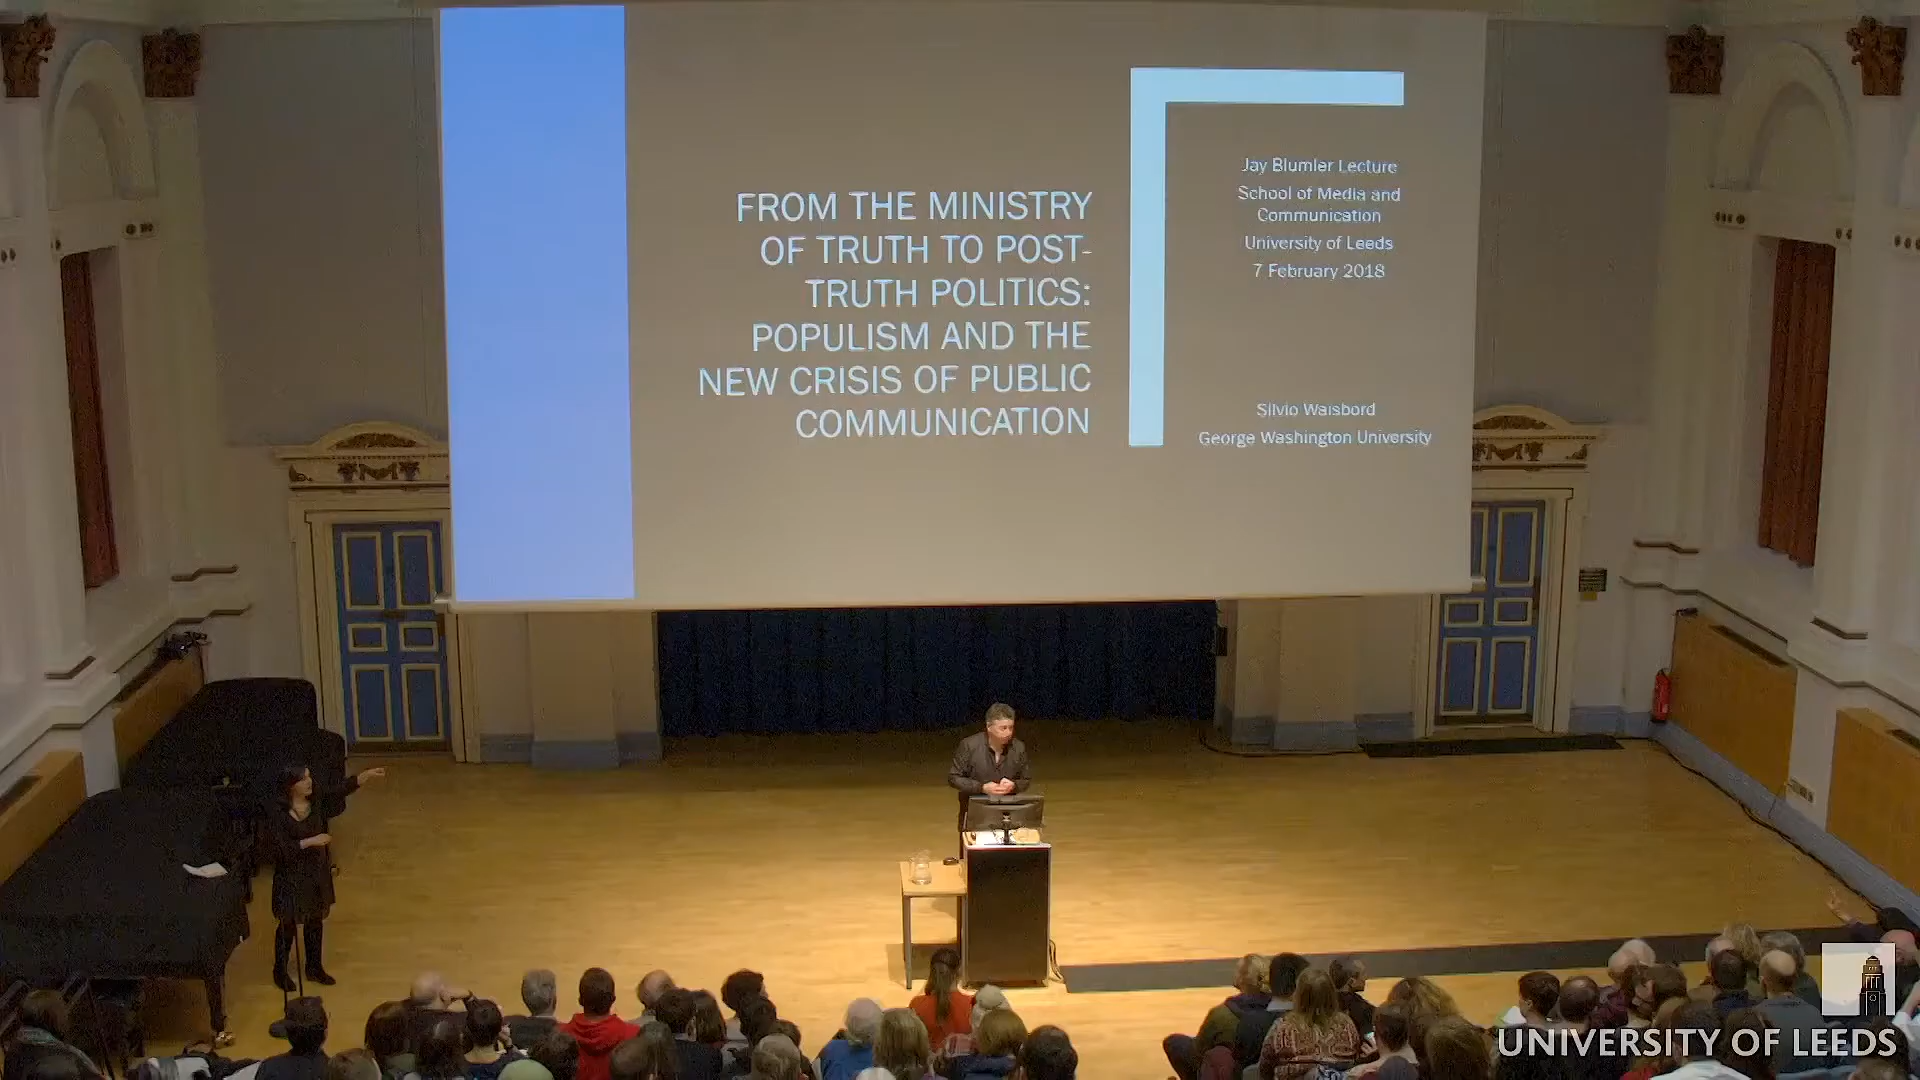 FROM THE MINISTRY
OF TRUTH TO POST-
TRUTH POLITICS:
POPULISM AND THE
NEW CRISIS OF PUBLIC
COMMUNICATION
Jay Blumler Lecture
School of Media and
Communication
University of Leeds
7 February 2018
Silvio Waisbord
George Washington University
UNIVERSITY OF LEEDS